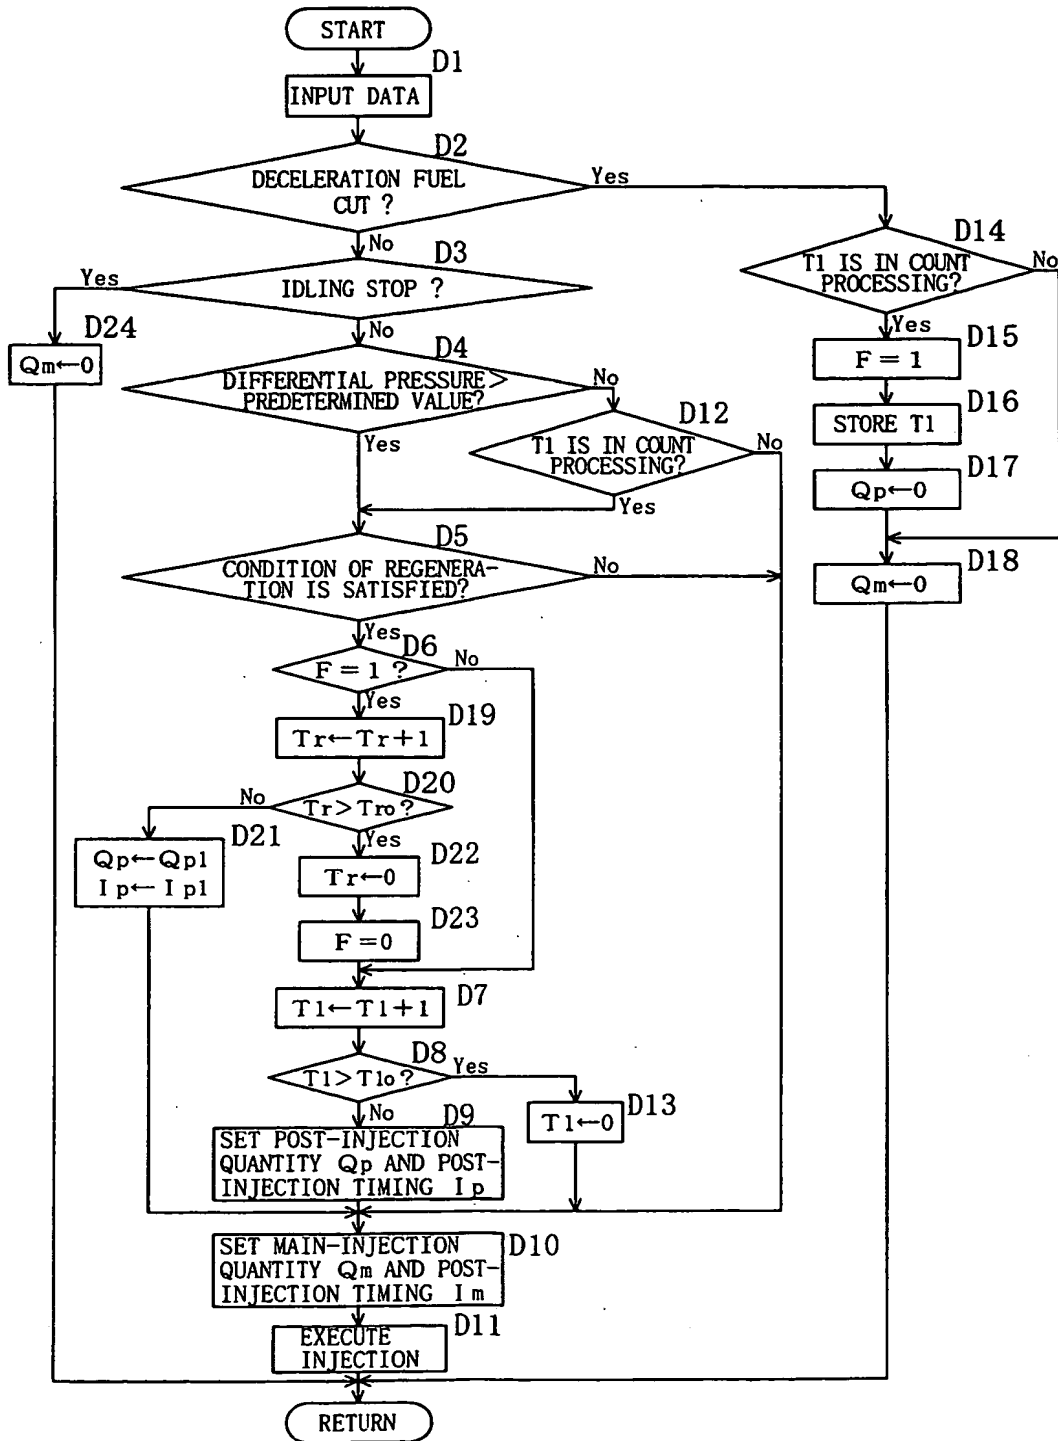 START
D1
INPUT DATA
D2
DECELERATION FUEL
CUT ?
Yes
No
D14
T1 IS IN COUNT
PROCESSING?
No
Yes
D3
IDLING STOP ?
Yes
No
D24
Qm←0
D15
F = 1
D4
DIFFERENTIAL PRESSURE>
PREDETERMINED VALUE?
No
Yes
D12
T1 IS IN COUNT
PROCESSING?
No
Yes
D16
STORE T1
D17
Qp←0
D18
Qm←0
D5
CONDITION OF REGENERA-
TION IS SATISFIED?
No
Yes
D6
F = 1 ?
No
Yes
D19
Tr←Tr+1
D20
Tr>Tro?
No
Yes
D21
Qp←Qp1
Ip←Ip1
D22
Tr←0
D23
F=0
D7
T1←T1+1
D8
T1>T1o?
Yes
No
D13
T1←0
D9
SET POST-INJECTION
QUANTITY Qp AND POST-
INJECTION TIMING Ip
D10
SET MAIN-INJECTION
QUANTITY Qm AND POST-
INJECTION TIMING Im
D11
EXECUTE
INJECTION
RETURN